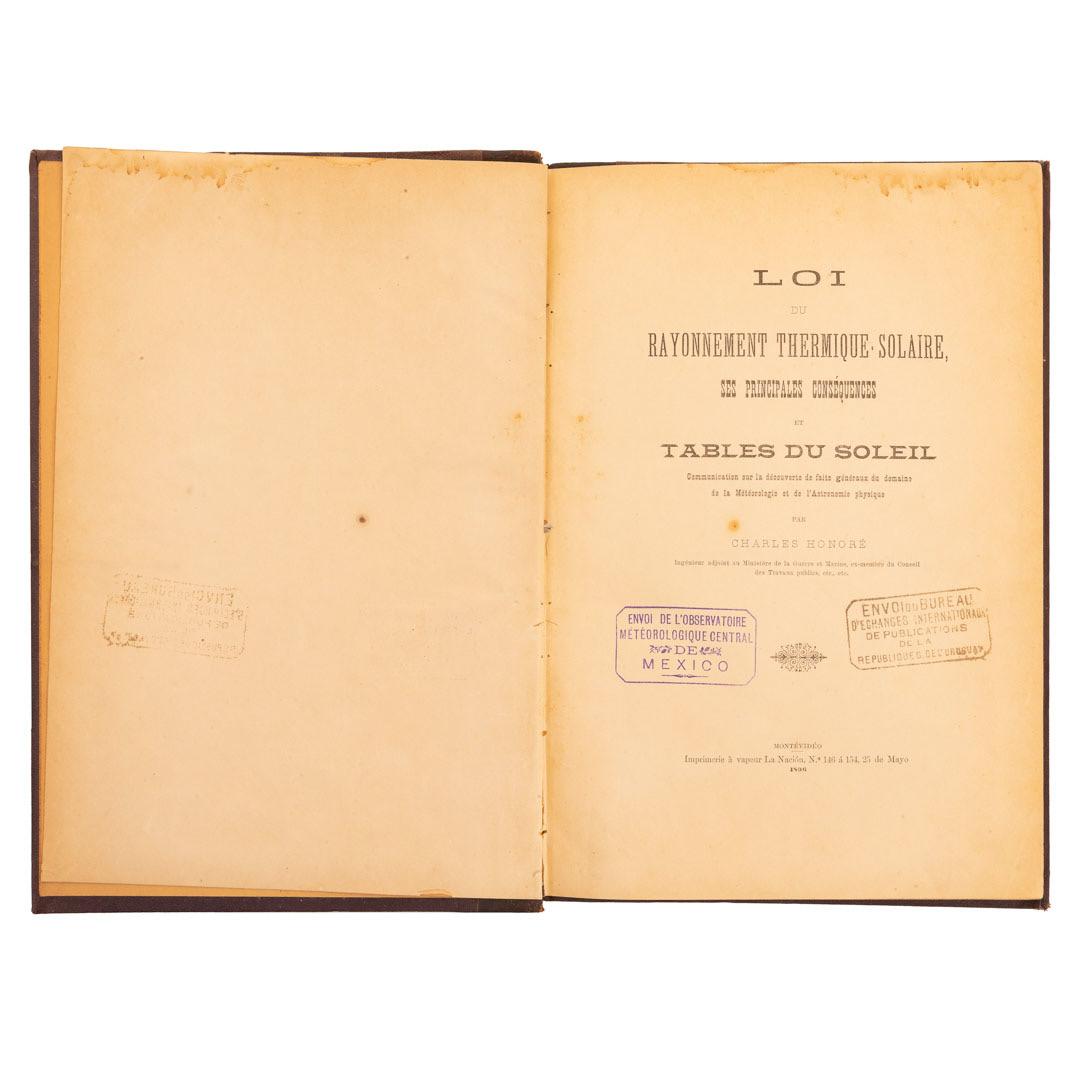 LOI
DU
RAYONNEMENT THERMIQUE-SOLAIRE,
SES PRINCIPALES CONSÉQUENCES
ET
TABLES DU SOLEIL
Communication sur la découverte de faits généraux du domaine
de la Météorologie et de l'Astronomie physique
PAR
CHARLES HONORÉ
Ingénieur adjoint au Ministère de la Guerre et Marine, ex-membre du Conseil
des Travaux publics, etc., etc.
ENVOI DE L'OBSERVATOIRE
MÉTÉOROLOGIQUE CENTRAL
DE
MEXICO
ENVOI DU BUREAU
D'ECHANGES INTERNATIONAUX
DE PUBLICATIONS
DE LA
REPUBLIQUE O. DE L'URUGUAY
MONTÉVIDÉO
Imprimerie à vapeur La Nación, N.º 146 á 154, 25 de Mayo
1896